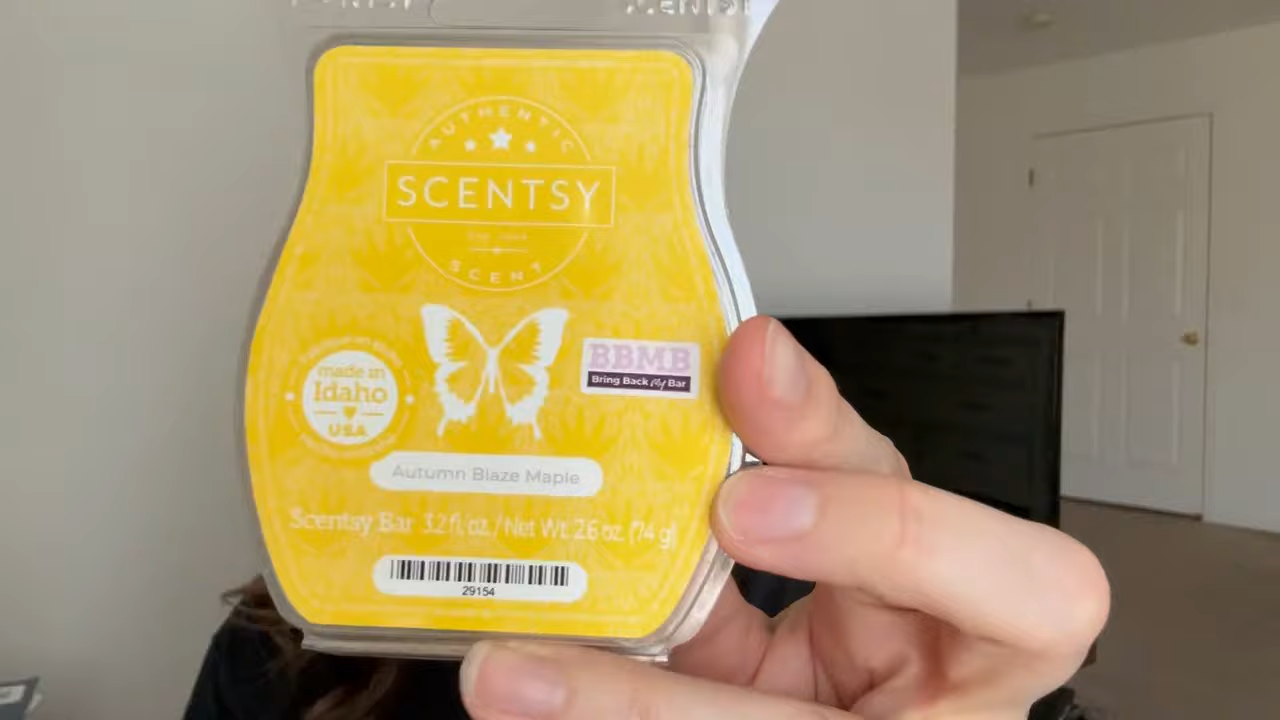 SCENTSY
AUTHENTIC
SCENTSY
SCENT
made in
Idaho
USA
BBMB
Bring Back My Bar
Autumn Blaze Maple
Scentsy Bar 3.2 fl. oz. / Net Wt. 2.6 oz. (74 g)
29154